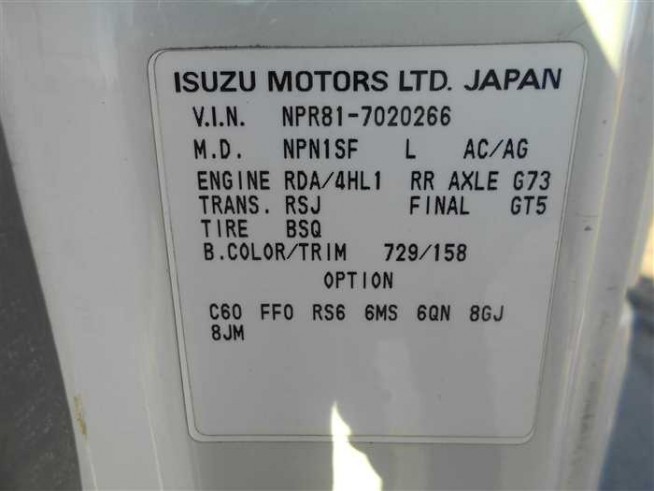 ISUZU MOTORS LTD. JAPAN
V.I.N. NPR81-7020266
M.D. NPN1SF L AC/AG
ENGINE RDA/4HL1 RR AXLE G73
TRANS. RSJ FINAL GT5
TIRE BSQ
B.COLOR/TRIM 729/158
OPTION
C60 FF0 RS6 6MS 6QN 8GJ
8JM